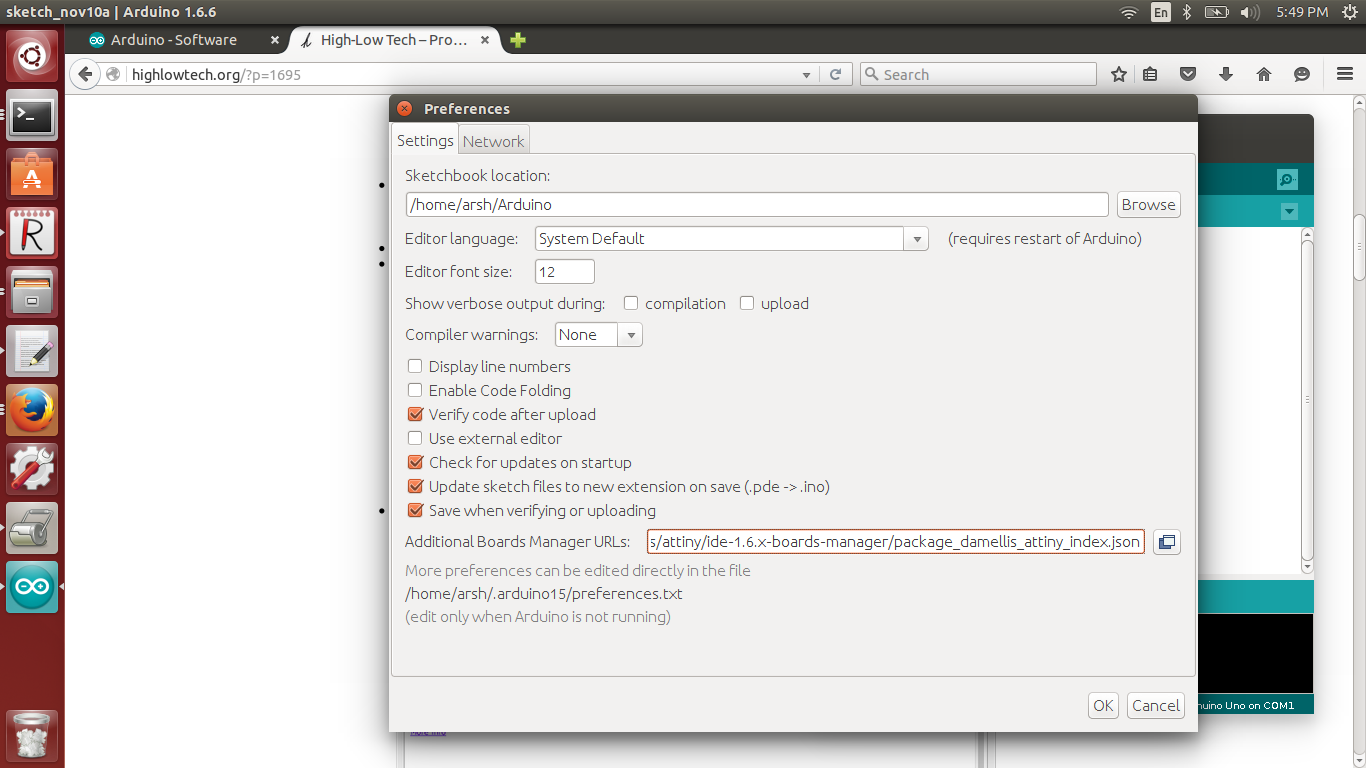 sketch_nov10a | Arduino 1.6.6
En
5:49 PM
Arduino - Software
High-Low Tech – Pro...
highlowtech.org/?p=1695
Search
Preferences
Settings
Network
Sketchbook location:
/home/arsh/Arduino
Browse
Editor language:
System Default
(requires restart of Arduino)
Editor font size:
12
Show verbose output during:
compilation
upload
Compiler warnings:
None
Display line numbers
Enable Code Folding
Verify code after upload
Use external editor
Check for updates on startup
Update sketch files to new extension on save (.pde -> .ino)
Save when verifying or uploading
Additional Boards Manager URLs:
s/attiny/ide-1.6.x-boards-manager/package_damellis_attiny_index.json
More preferences can be edited directly in the file
/home/arsh/.arduino15/preferences.txt
(edit only when Arduino is not running)
OK
Cancel
uino Uno on COM1
More info